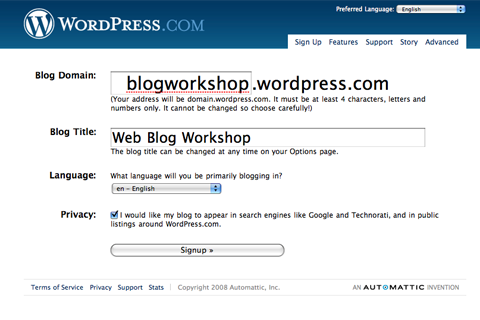 WORDPRESS.COM
Preferred Language: English
Sign Up Features Support Story Advanced
Blog Domain: blogworkshop .wordpress.com
(Your address will be domain.wordpress.com. It must be at least 4 characters, letters and
numbers only. It cannot be changed so choose carefully!)
Blog Title: Web Blog Workshop
The blog title can be changed at any time on your Options page.
Language: What language will you be primarily blogging in?
en – English
Privacy: I would like my blog to appear in search engines like Google and Technorati, and in public
listings around WordPress.com.
Signup »
Terms of Service Privacy Support Stats | Copyright 2008 Automattic, Inc. AN AUTOMATTIC INVENTION